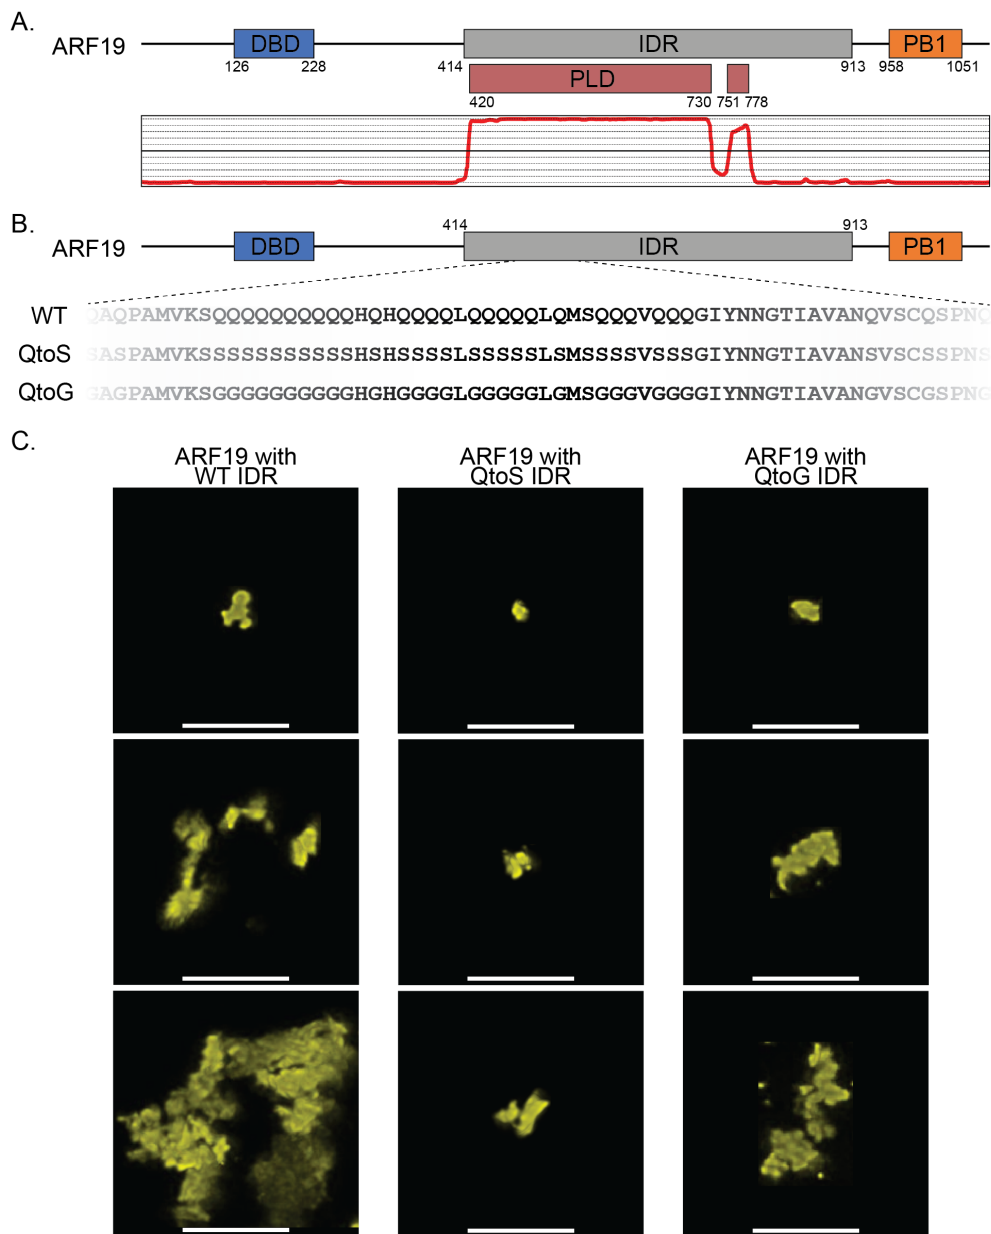 A.
ARF19 DBD IDR PB1
126 228 414 913 958 1051
PLD
420 730 751 778
B.
414 913
ARF19 DBD IDR PB1
WT QAQPAMVKSQQQQQQQQQQHQHQQQQLQQQQQLQMSQQQVQQQGIYNNGTIAVANQVSCQSPNQ
QtoS SASPAMVKSSSSSSSSSSSHSHSSSSLSSSSSLSMSSSSVSSSGIYNNGTIAVANSVSCSSPNS
QtoG GAGPAMVKSGGGGGGGGGGHGHGGGGLGGGGGLGMSGGGVGGGGIYNNGTIAVANGVSCGSPNG
C.
ARF19 with
WT IDR
ARF19 with
QtoS IDR
ARF19 with
QtoG IDR